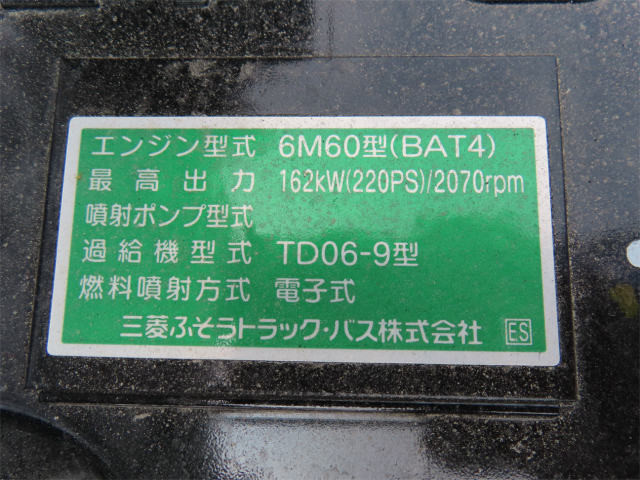 エンジン型式 6M60型(BAT4)
最高出力 162kW(220PS)/2070rpm
噴射ポンプ型式
過給機型式 TD06-9型
燃料噴射方式 電子式
三菱ふそうトラック・バス株式会社 ES